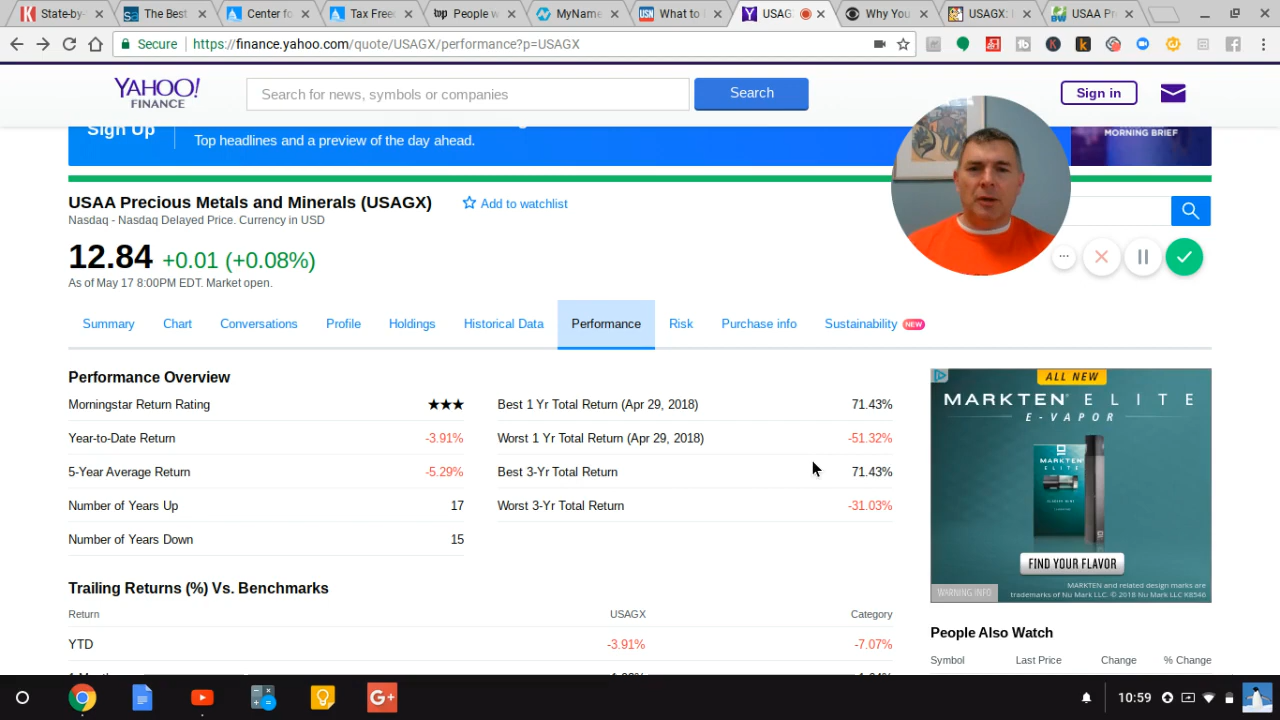 State-by-
The Best
Center fo
Tax Free
People w
MyName
What to
USAG
Why You
USAGX:
USAA Pr
Secure https://finance.yahoo.com/quote/USAGX/performance?p=USAGX
YAHOO!
FINANCE
Search for news, symbols or companies
Search
Sign in
Sign Up
Top headlines and a preview of the day ahead.
MORNING BRIEF
USAA Precious Metals and Minerals (USAGX)
Add to watchlist
Nasdaq - Nasdaq Delayed Price. Currency in USD
12.84 +0.01 (+0.08%)
As of May 17 8:00PM EDT. Market open.
Summary Chart Conversations Profile Holdings Historical Data Performance Risk Purchase info Sustainability NEW
Performance Overview
Morningstar Return Rating ★★★
Year-to-Date Return -3.91%
5-Year Average Return -5.29%
Number of Years Up 17
Number of Years Down 15
Best 1 Yr Total Return (Apr 29, 2018) 71.43%
Worst 1 Yr Total Return (Apr 29, 2018) -51.32%
Best 3-Yr Total Return 71.43%
Worst 3-Yr Total Return -31.03%
Trailing Returns (%) Vs. Benchmarks
Return USAGX Category
YTD -3.91% -7.07%
ALL NEW
MARKTEN ELITE
E-VAPOR
MARKTEN
ELITE
FIND YOUR FLAVOR
WARNING INFO
MARKTEN and related design marks are
trademarks of Nu Mark LLC. © 2018 Nu Mark LLC K8546
People Also Watch
Symbol Last Price Change % Change
10:59